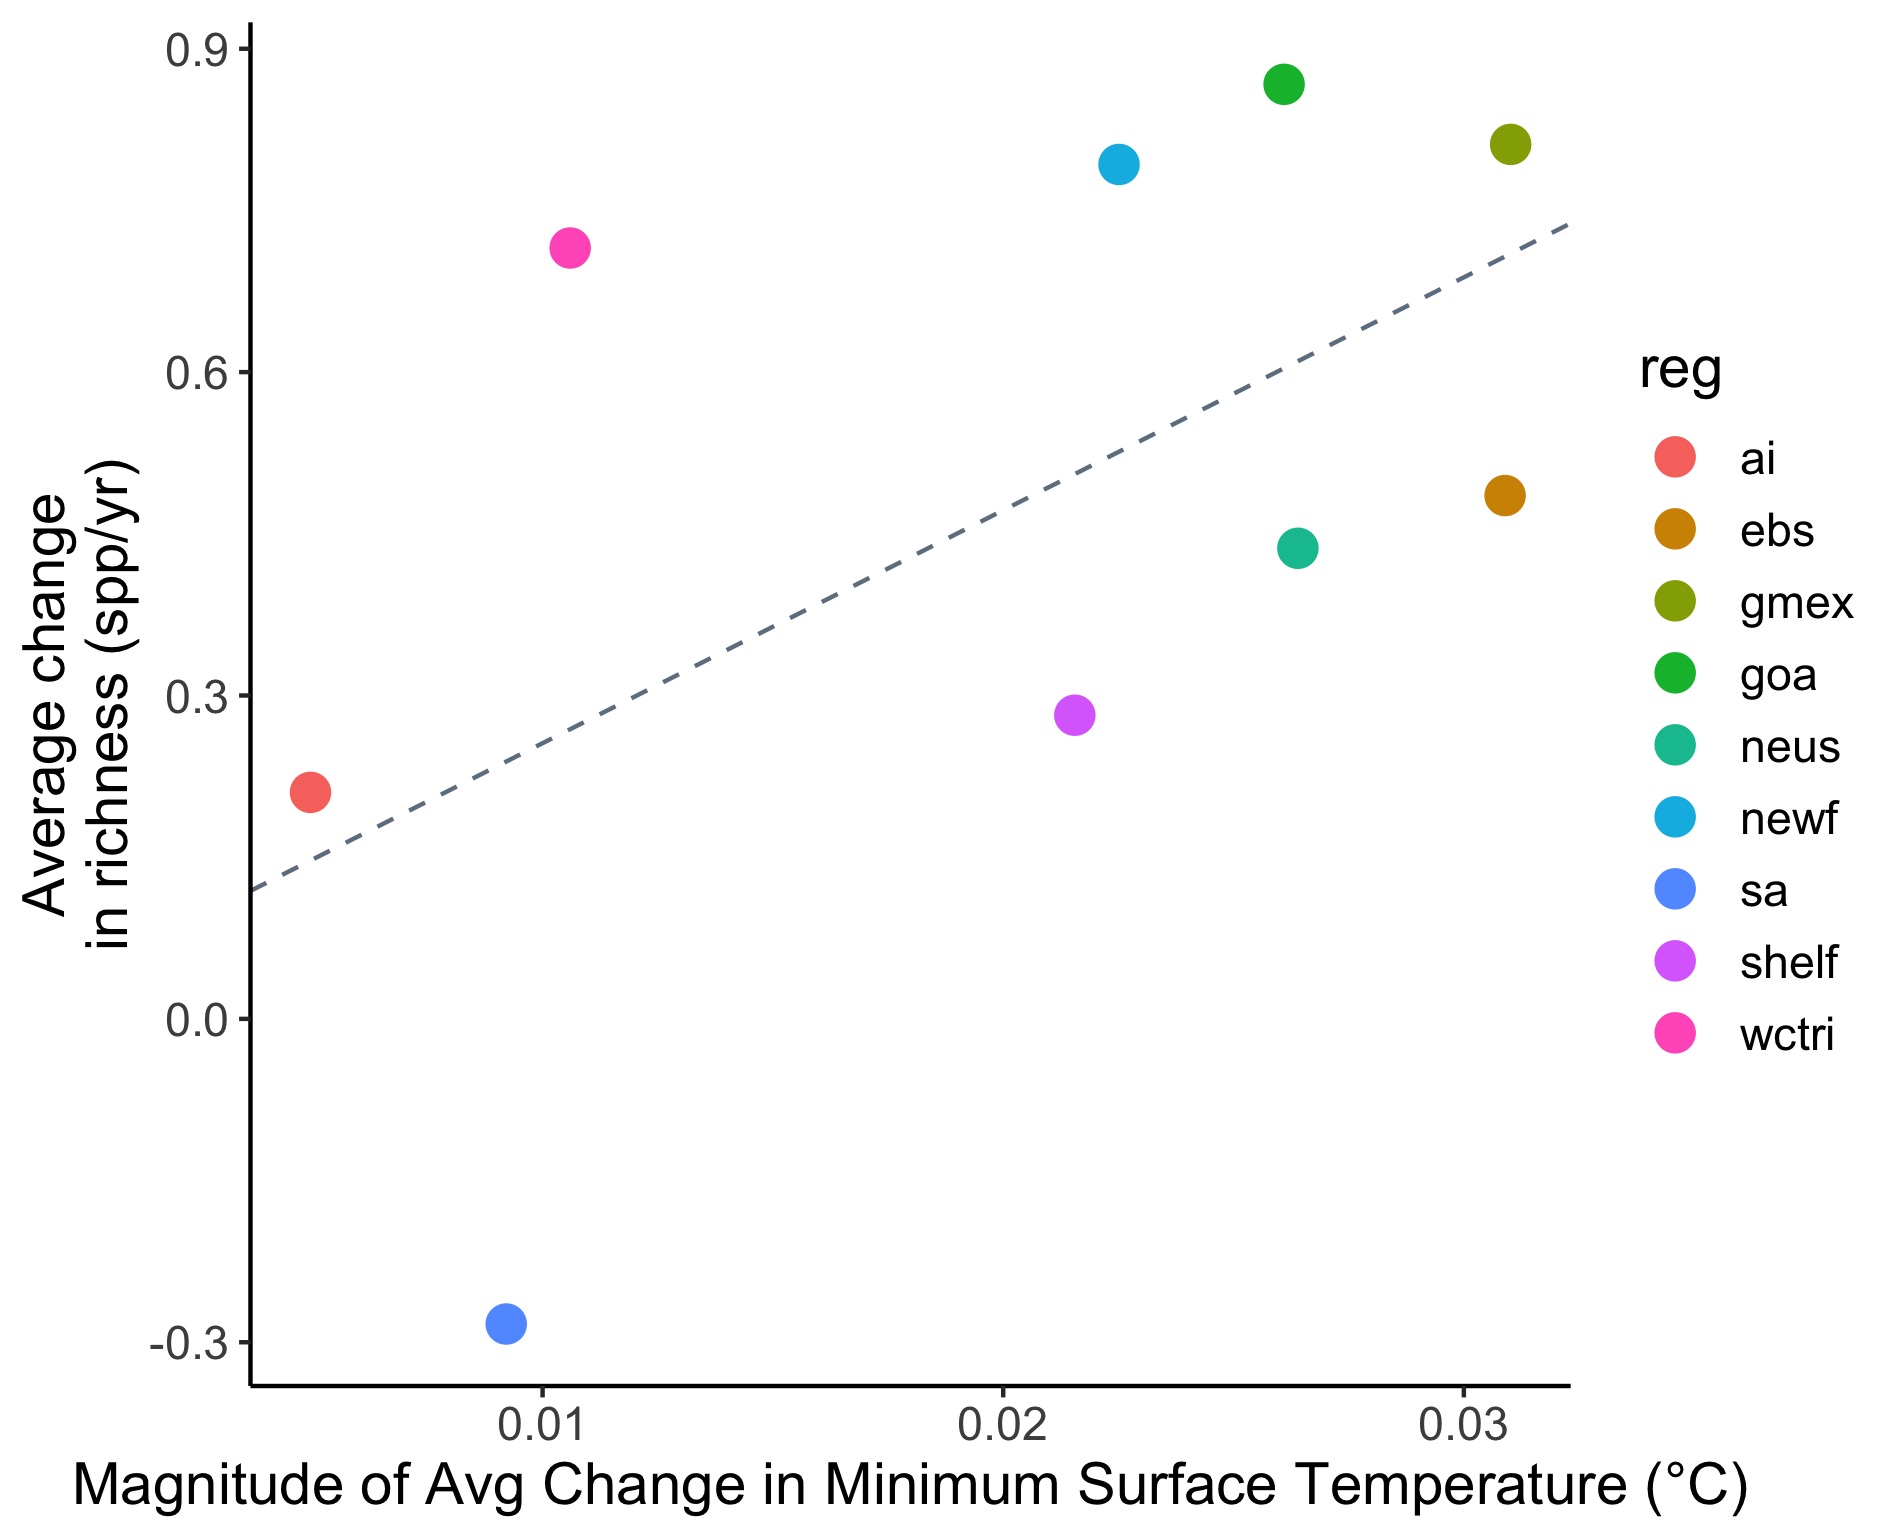 0.9
0.6
0.3
0.0
-0.3
Average change
in richness (spp/yr)
0.01
0.02
0.03
Magnitude of Avg Change in Minimum Surface Temperature (°C)
reg
ai
ebs
gmex
goa
neus
newf
sa
shelf
wctri